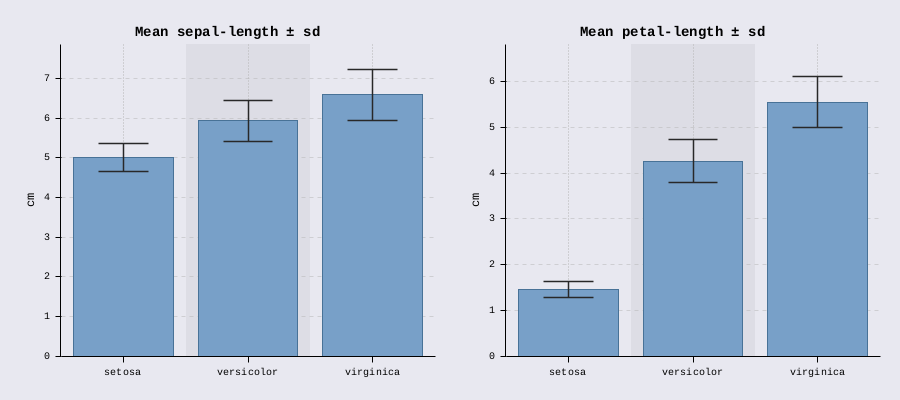 Mean sepal-length ± sd
cm
7
6
5
4
3
2
1
0
setosa versicolor virginica
Mean petal-length ± sd
cm
6
5
4
3
2
1
0
setosa versicolor virginica